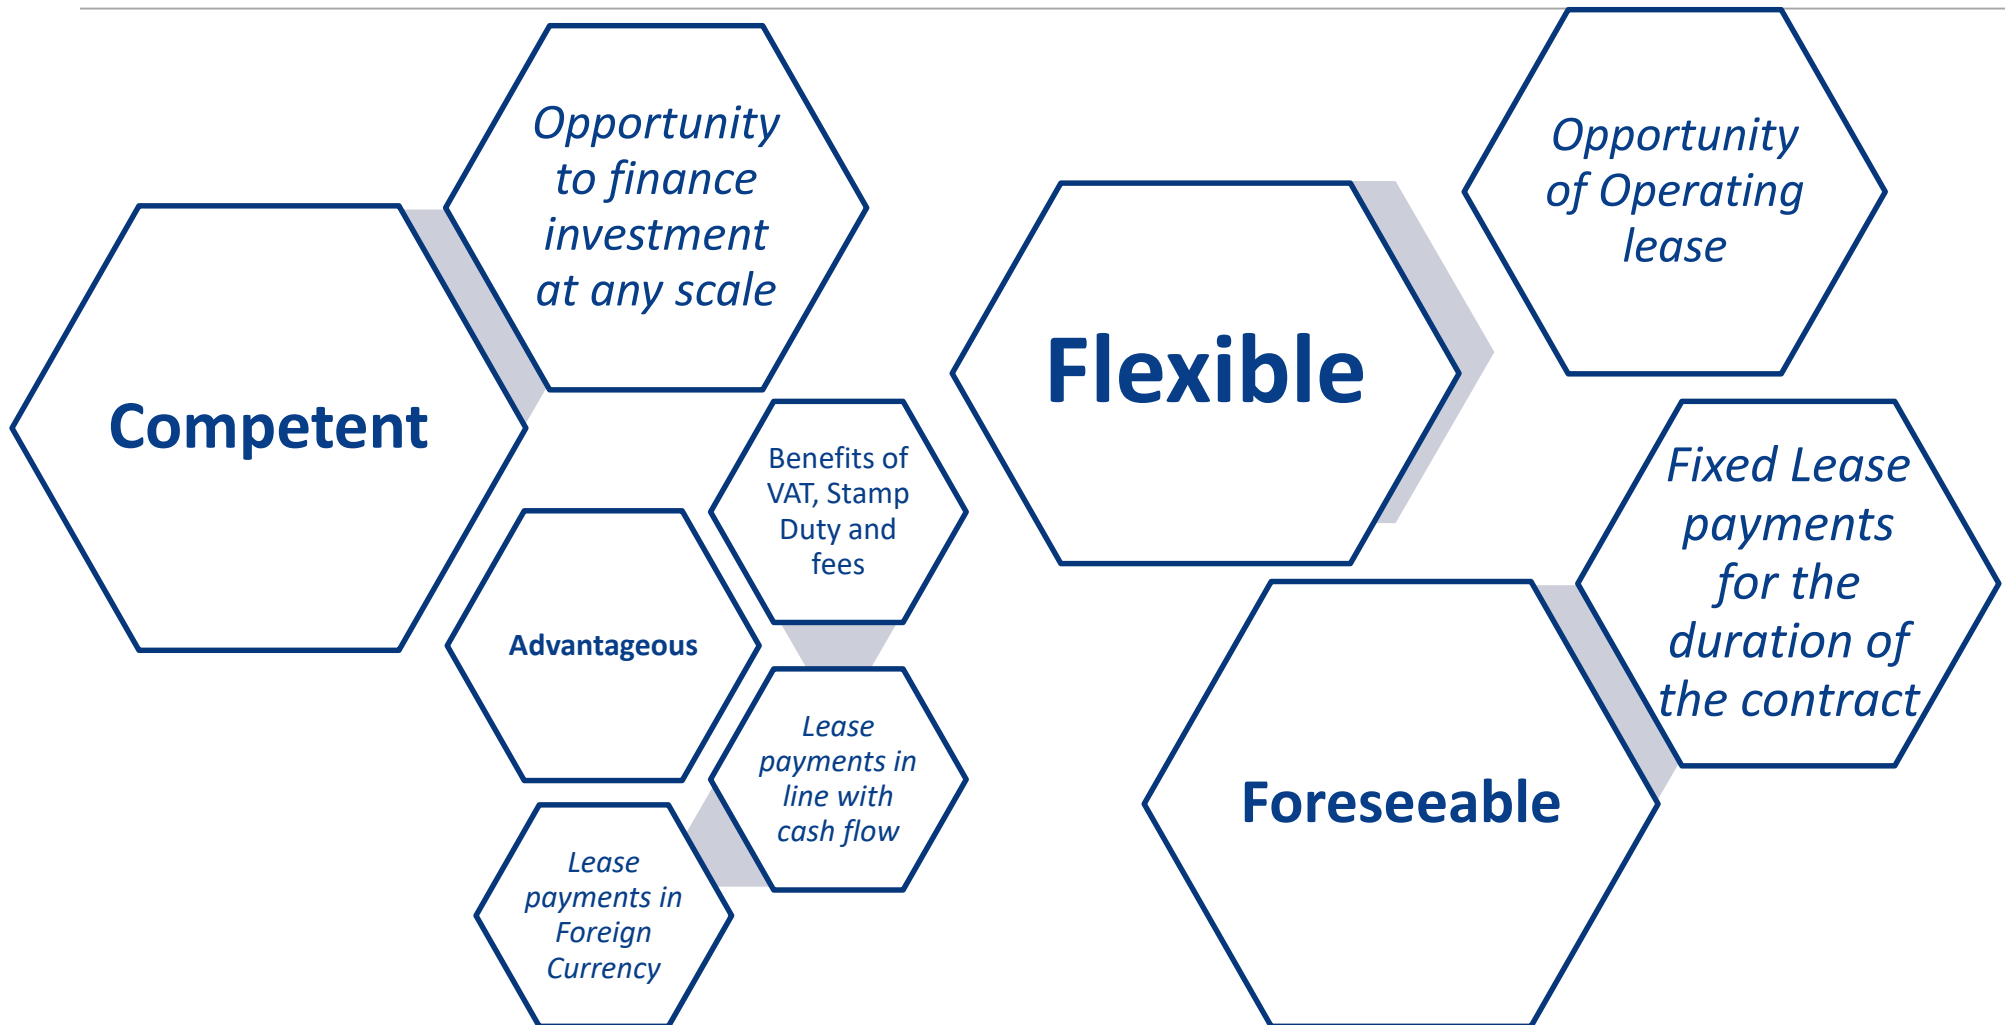 Competent
Opportunity
to finance
investment
at any scale
Advantageous
Benefits of
VAT, Stamp
Duty and
fees
Lease
payments in
line with
cash flow
Lease
payments in
Foreign
Currency
Flexible
Opportunity
of Operating
lease
Foreseeable
Fixed Lease
payments
for the
duration of
the contract